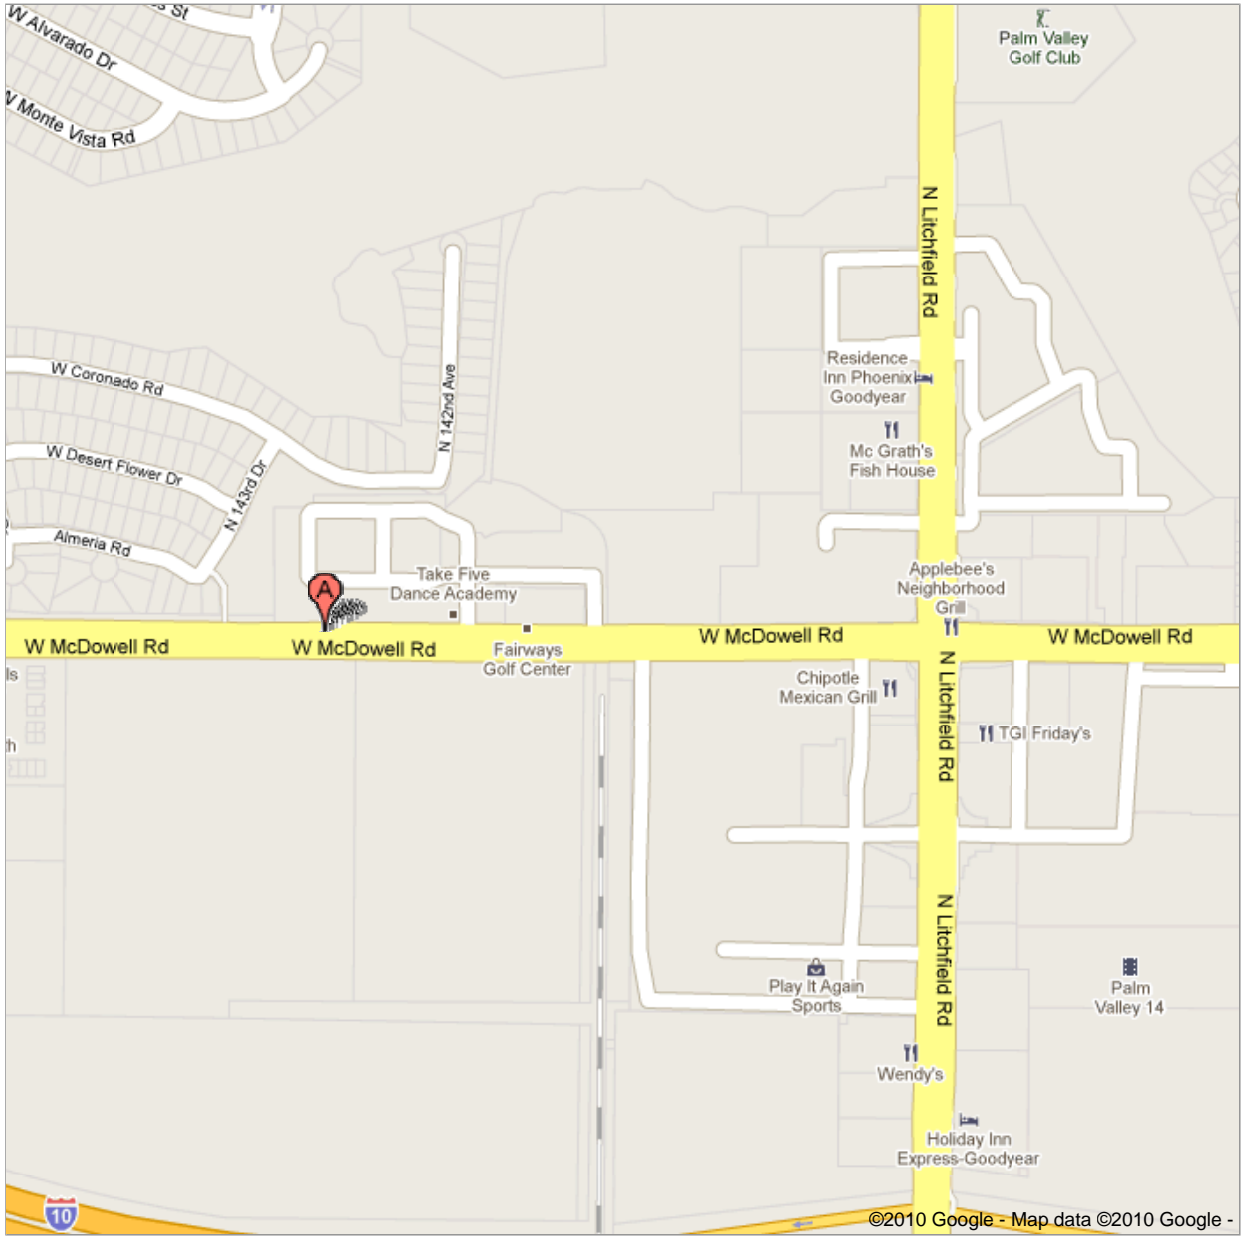 s St
W Alvarado Dr
W Monte Vista Rd
Palm Valley
Golf Club
N Litchfield Rd
N 142nd Ave
W Coronado Rd
Residence
Inn Phoenix
Goodyear
Mc Grath's
Fish House
W Desert Flower Dr
N 143rd Dr
Almeria Rd
Take Five
Dance Academy
Applebee's
Neighborhood
Grill
A
W McDowell Rd
W McDowell Rd
W McDowell Rd
W McDowell Rd
Fairways
Golf Center
ls
Chipotle
Mexican Grill
N Litchfield Rd
TGI Friday's
th
N Litchfield Rd
Play It Again
Sports
Palm
Valley 14
Wendy's
Holiday Inn
Express-Goodyear
10
©2010 Google - Map data ©2010 Google -